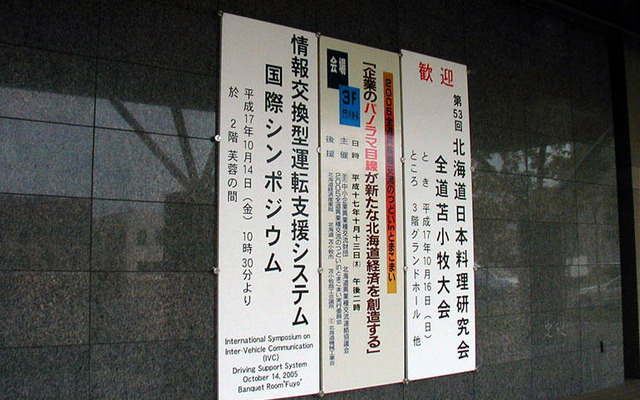 歓迎
第53回 北海道日本料理研究会
全道苫小牧大会
とき 平成17年10月16日(日)
ところ 3階グランドホール 他
会場
3F
「企業のパノラマ目線が新たな北海道経済を創造する」
日時 平成十七年十月十三日(木) 午後二時
主催
後援
情報交換型運転支援システム
国際シンポジウム
平成17年10月14日(金) 10時30分より
於 2階 芙蓉の間
International Symposium on
Inter-Vehicle Communication
(IVC)
Driving Support System
October 14, 2005
Banquet Room"Fuyo"